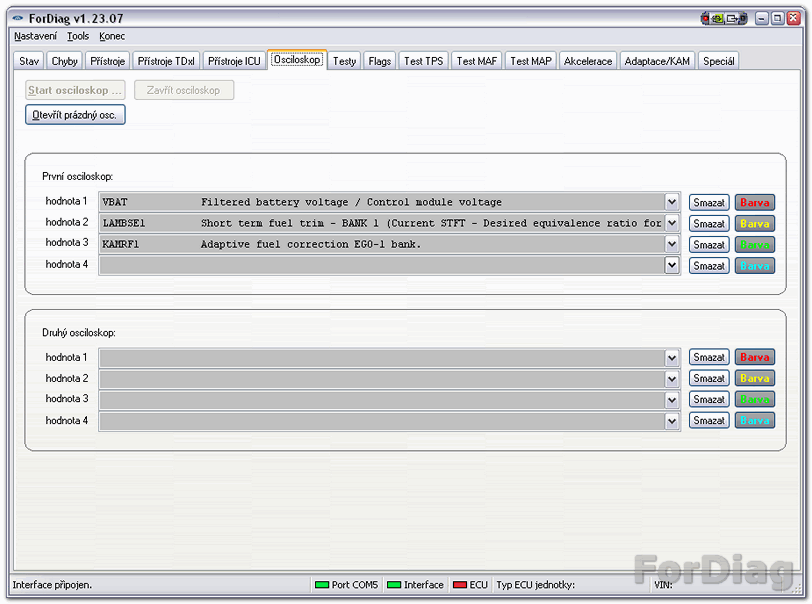 ForDiag v1.23.07
Nastavení Tools Konec
Stav Chyby Přístroje Přístroje TDxI Přístroje ICU Osciloskop Testy Flags Test TPS Test MAF Test MAP Akcelerace Adaptace/KAM Speciál
Start osciloskop ... Zavřít osciloskop
Otevřít prázdný osc.
První osciloskop:
hodnota 1 VBAT Filtered battery voltage / Control module voltage Smazat Barva
hodnota 2 LAMBSE1 Short term fuel trim - BANK 1 (Current STFT - Desired equivalence ratio for Smazat Barva
hodnota 3 KAMRF1 Adaptive fuel correction EGO-1 bank. Smazat Barva
hodnota 4 Smazat Barva
Druhý osciloskop:
hodnota 1 Smazat Barva
hodnota 2 Smazat Barva
hodnota 3 Smazat Barva
hodnota 4 Smazat Barva
ForDiag
Interface připojen. Port COM5 Interface ECU Typ ECU jednotky: VIN: